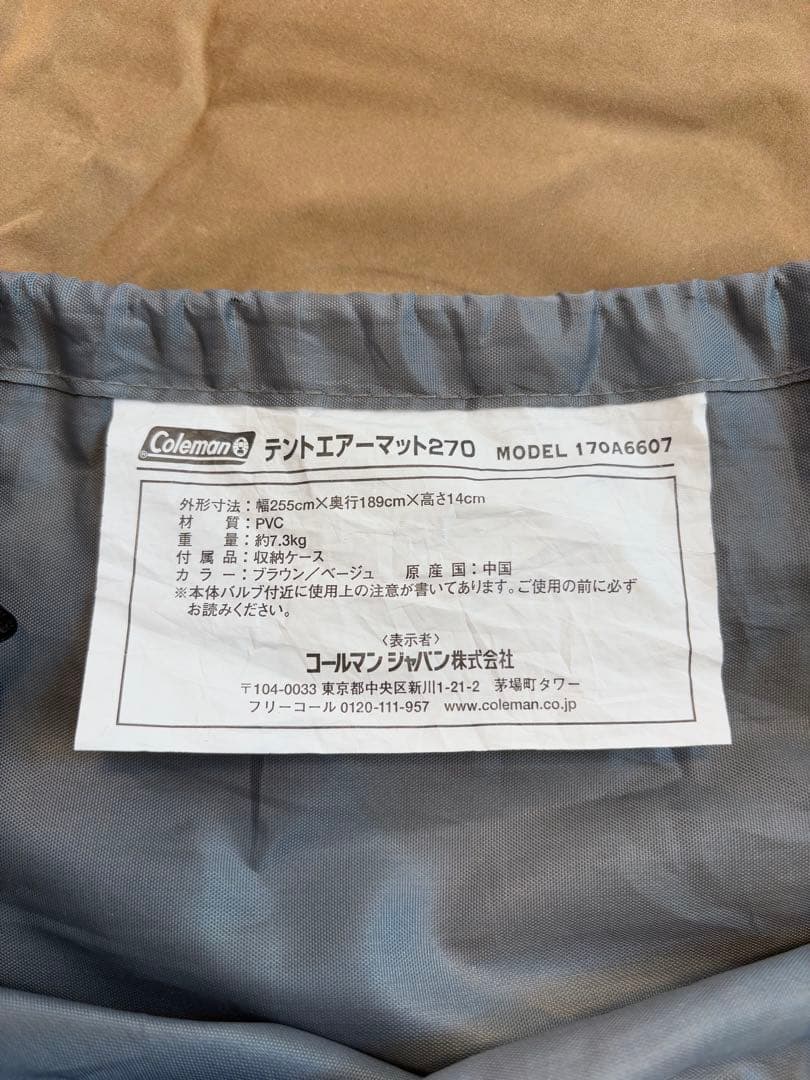 Coleman® テントエアーマット270 MODEL 170A6607
外形寸法：幅255cm×奥行189cm×高さ14cm
材　質：PVC
重　量：約7.3kg
付属品：収納ケース
カラー：ブラウン／ベージュ　原産国：中国
※本体バルブ付近に使用上の注意が書いてあります。ご使用の前に必ず
お読みください。
〈表示者〉
コールマン ジャパン株式会社
〒104-0033 東京都中央区新川1-21-2　茅場町タワー
フリーコール 0120-111-957　www.coleman.co.jp